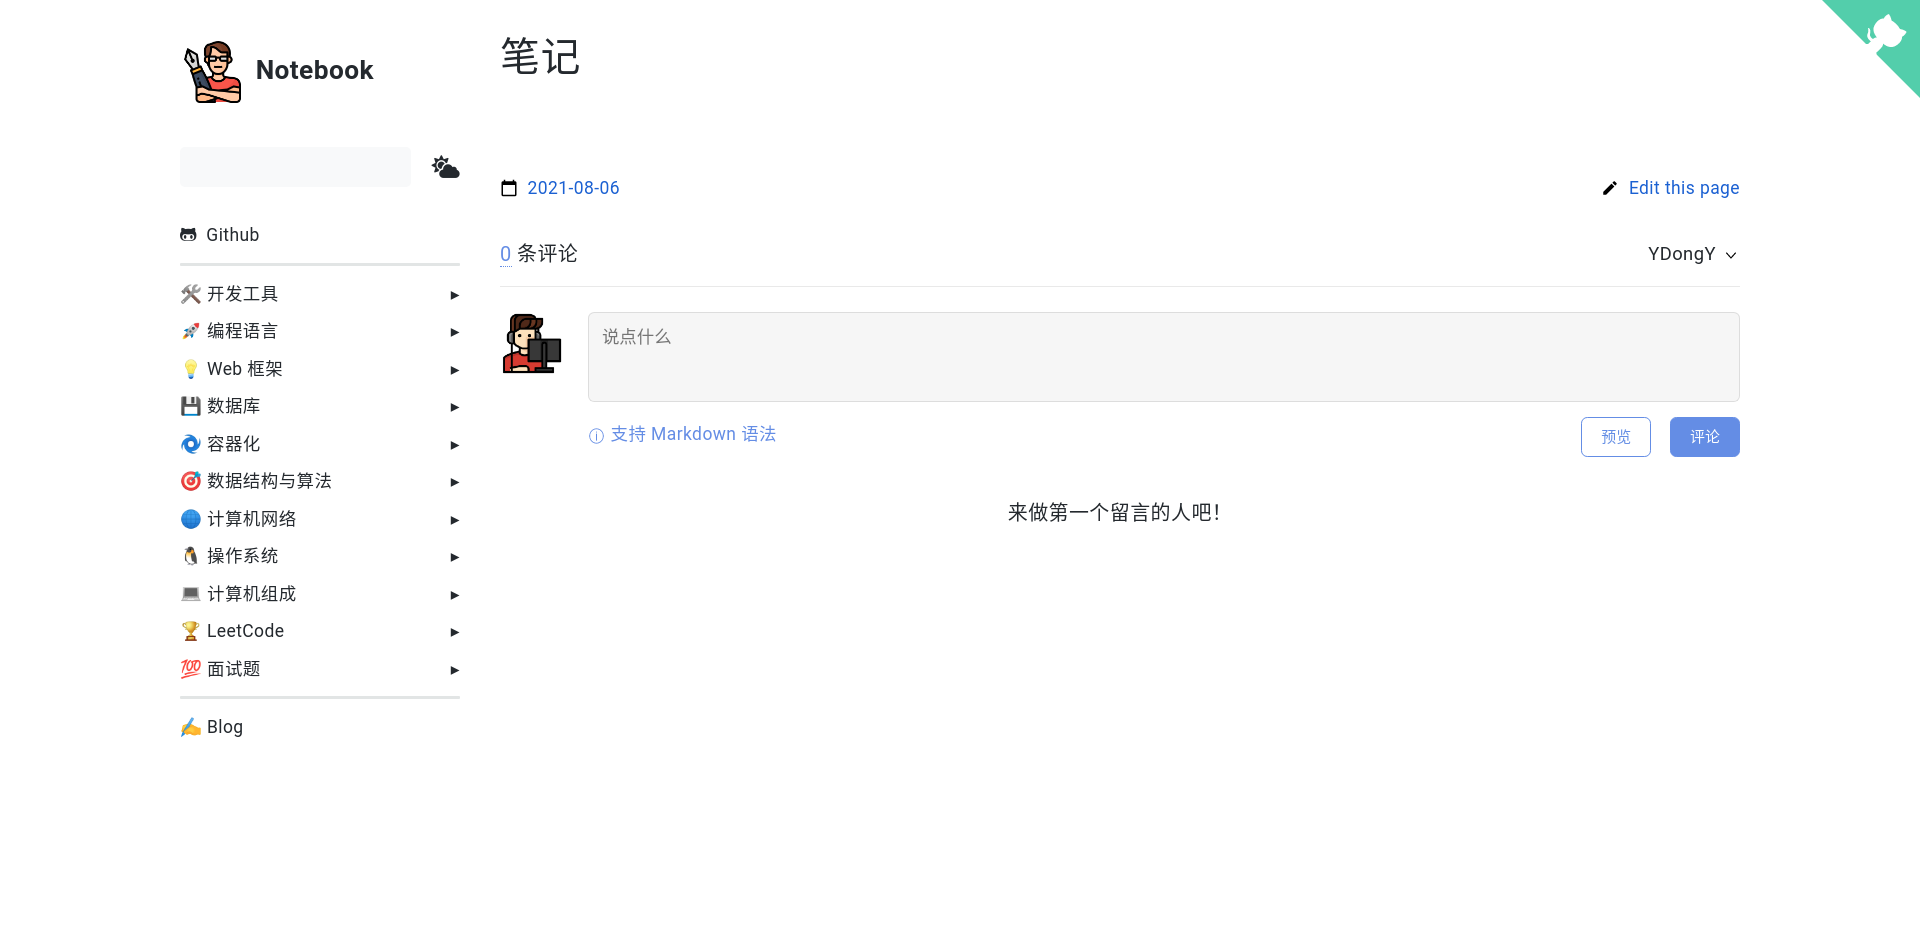 Notebook
Github
🛠️ 开发工具
🚀 编程语言
💡 Web 框架
💾 数据库
🌀 容器化
🎯 数据结构与算法
🌐 计算机网络
🐧 操作系统
💻 计算机组成
🏆 LeetCode
💯 面试题
✍️ Blog
笔记
2021-08-06
Edit this page
0 条评论
YDongY
说点什么
支持 Markdown 语法
预览
评论
来做第一个留言的人吧！